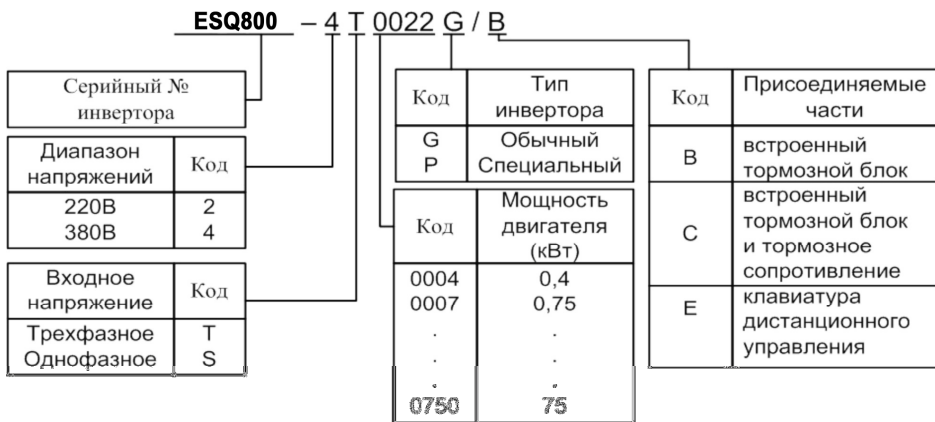 ESQ800 – 4 T 0022 G / B
Серийный №
инвертора
Диапазон
напряжений
Код
220В 2
380В 4
Входное
напряжение
Код
Трехфазное T
Однофазное S
Код
Тип
инвертора
G Обычный
P Специальный
Код
Мощность
двигателя
(кВт)
0004 0,4
0007 0,75
. .
. .
. .
0750 75
Код
Присоединяемые
части
B
встроенный
тормозной блок
C
встроенный
тормозной блок
и тормозное
сопротивление
E
клавиатура
дистанционного
управления